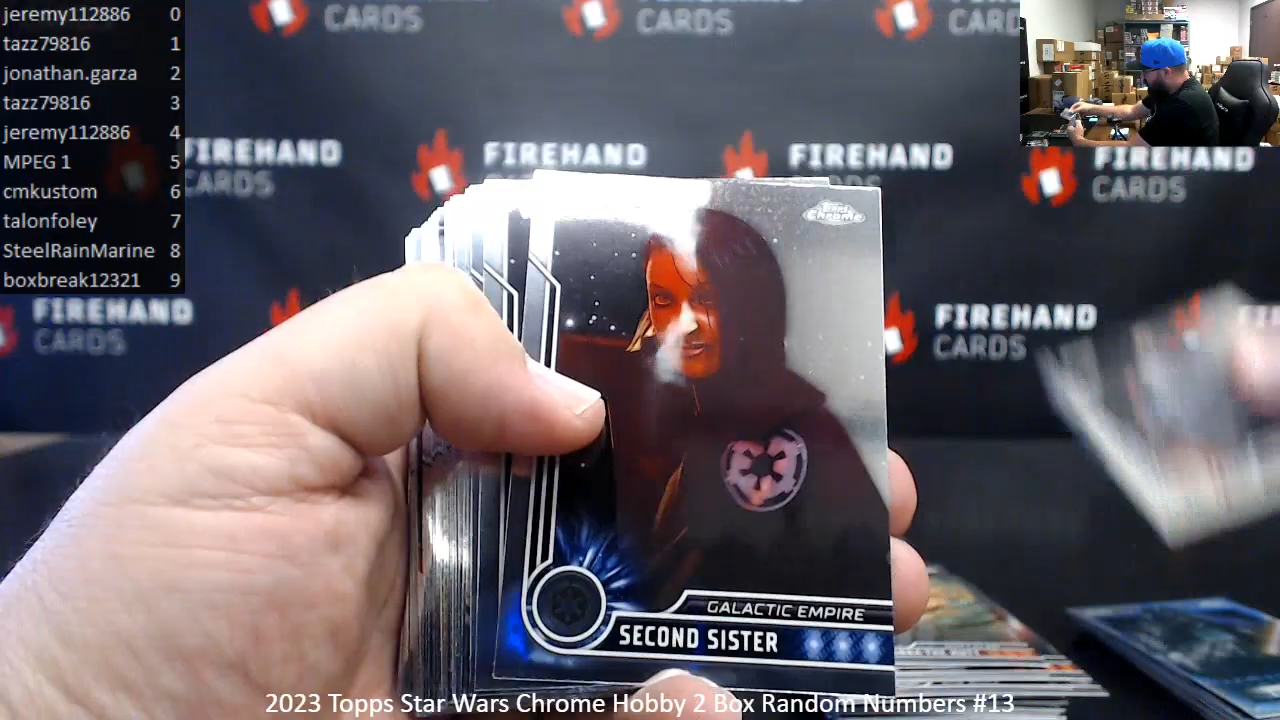 jeremy112886 0
tazz79816 1
jonathan.garza 2
tazz79816 3
jeremy112886 4
MPEG 1 5
cmkustom 6
talonfoley 7
SteelRainMarine 8
boxbreak12321 9
CARDS
CARDS
FIREHAND
CARDS
FIREHAND
FIREHAND
FIREHAND
CARDS
FIREHAND
CARDS
FIREHAND
CARDS
Topps Chrome
GALACTIC EMPIRE
SECOND SISTER
2023 Topps Star Wars Chrome Hobby 2 Box Random Numbers #13